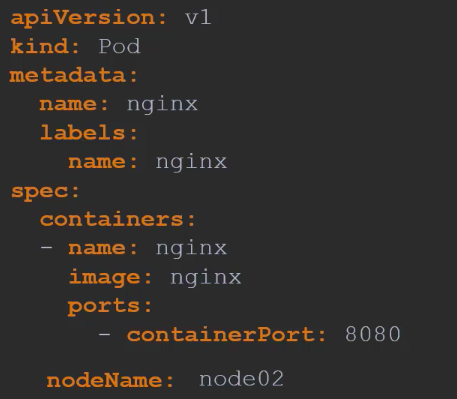 apiVersion: v1
kind: Pod
metadata:
  name: nginx
  labels:
    name: nginx
spec:
  containers:
  - name: nginx
    image: nginx
    ports:
      - containerPort: 8080
  nodeName: node02